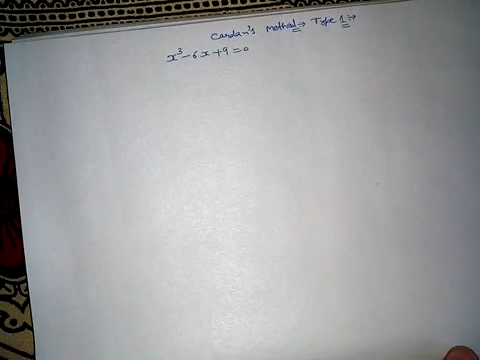 Cardan's Method :→ Type 1 :→
x³ - 6x + 9 = 0